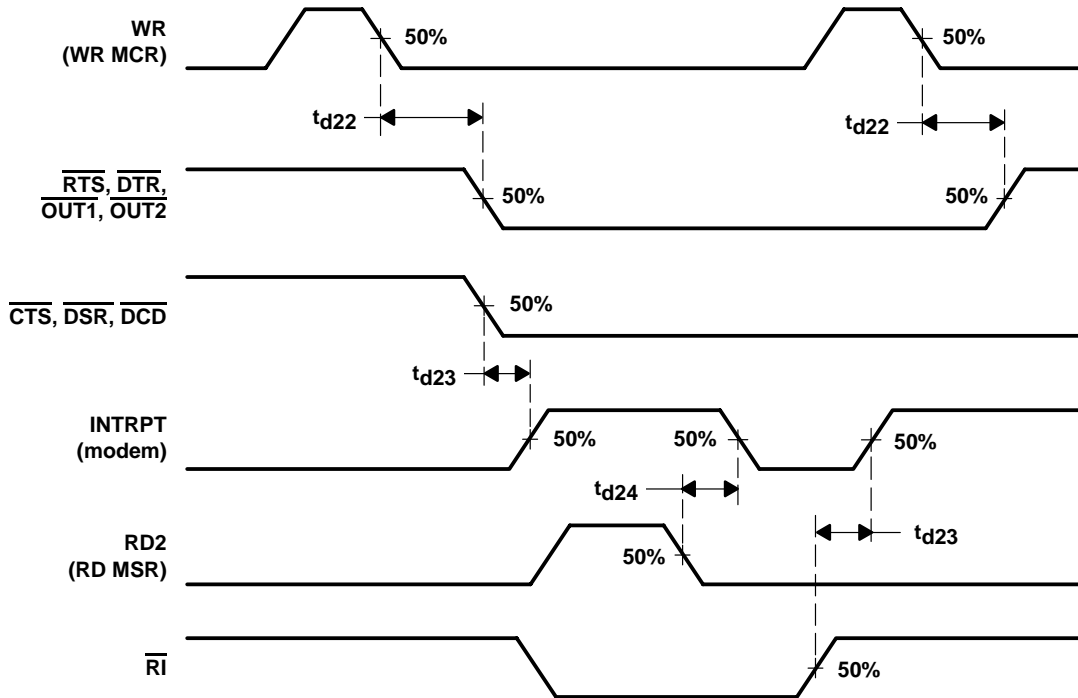 WR
(WR MCR)
50%
50%
td22
td22
RTS, DTR,
OUT1, OUT2
50%
50%
CTS, DSR, DCD
50%
td23
INTRPT
(modem)
50%
50%
50%
td24
td23
RD2
(RD MSR)
50%
RI
50%